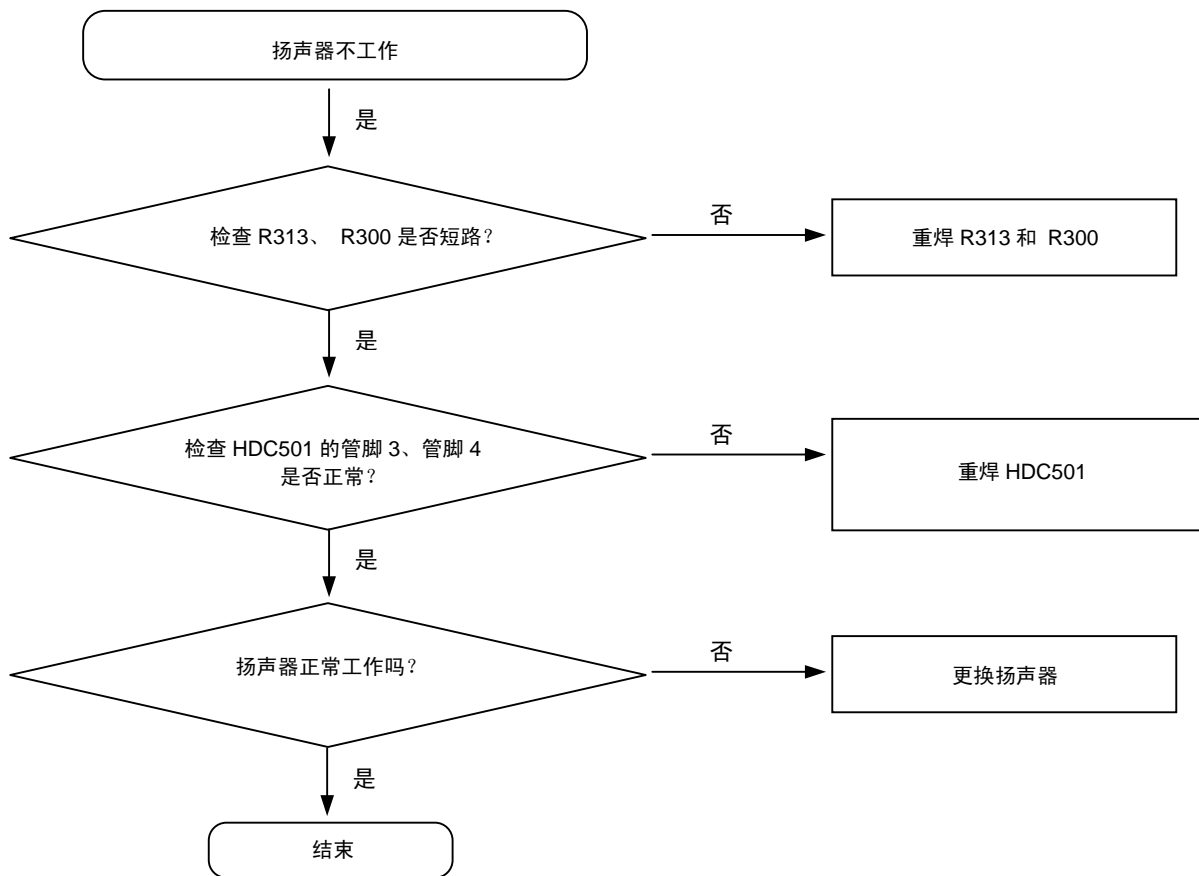 扬声器不工作
是
检查 R313、 R300 是否短路?
否
重焊 R313 和 R300
是
检查 HDC501 的管脚 3、管脚 4
是否正常?
否
重焊 HDC501
是
扬声器正常工作吗?
否
更换扬声器
是
结束